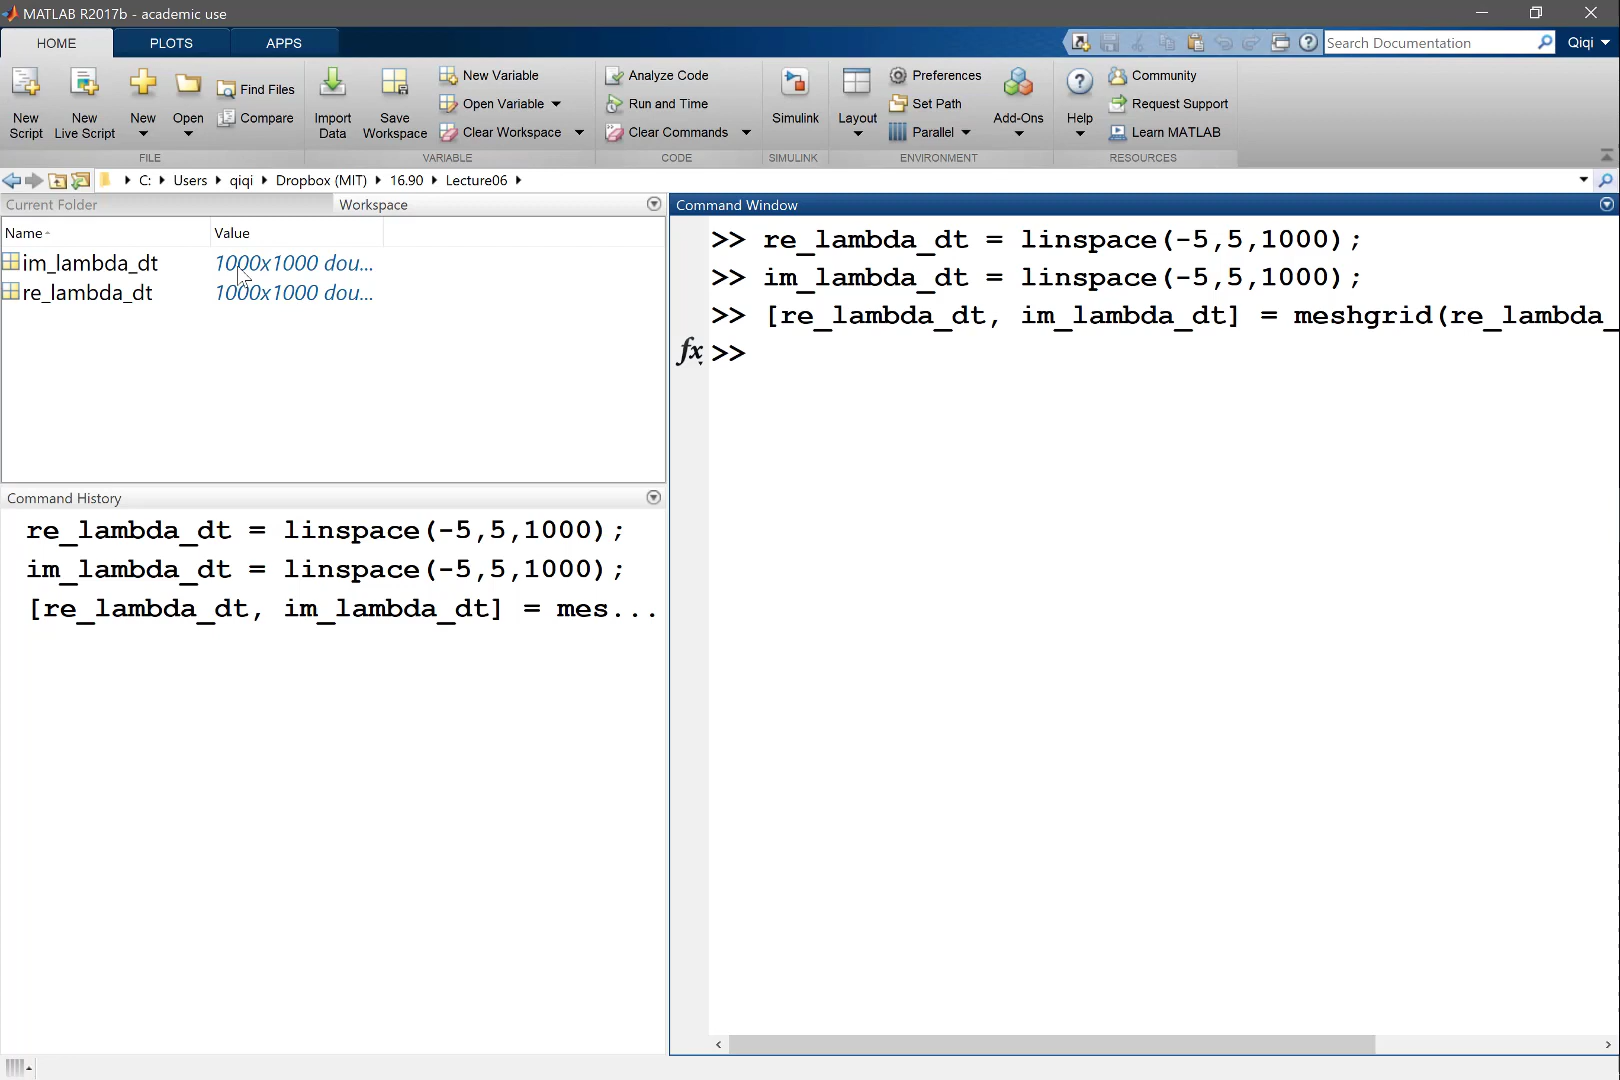 MATLAB R2017b - academic use
HOME
PLOTS
APPS
Search Documentation
Qiqi
New Script
New Live Script
New
Open
Find Files
Compare
Import Data
Save Workspace
New Variable
Open Variable
Clear Workspace
Analyze Code
Run and Time
Clear Commands
Simulink
Layout
Preferences
Set Path
Parallel
Add-Ons
Help
Community
Request Support
Learn MATLAB
FILE
VARIABLE
CODE
SIMULINK
ENVIRONMENT
RESOURCES
C: Users qiqi Dropbox (MIT) 16.90 Lecture06
Current Folder
Workspace
Name
Value
im_lambda_dt 1000x1000 dou...
re_lambda_dt 1000x1000 dou...
Command History
re_lambda_dt = linspace(-5,5,1000);
im_lambda_dt = linspace(-5,5,1000);
[re_lambda_dt, im_lambda_dt] = mes...
Command Window
>> re_lambda_dt = linspace(-5,5,1000);
>> im_lambda_dt = linspace(-5,5,1000);
>> [re_lambda_dt, im_lambda_dt] = meshgrid(re_lambda_
fx >>